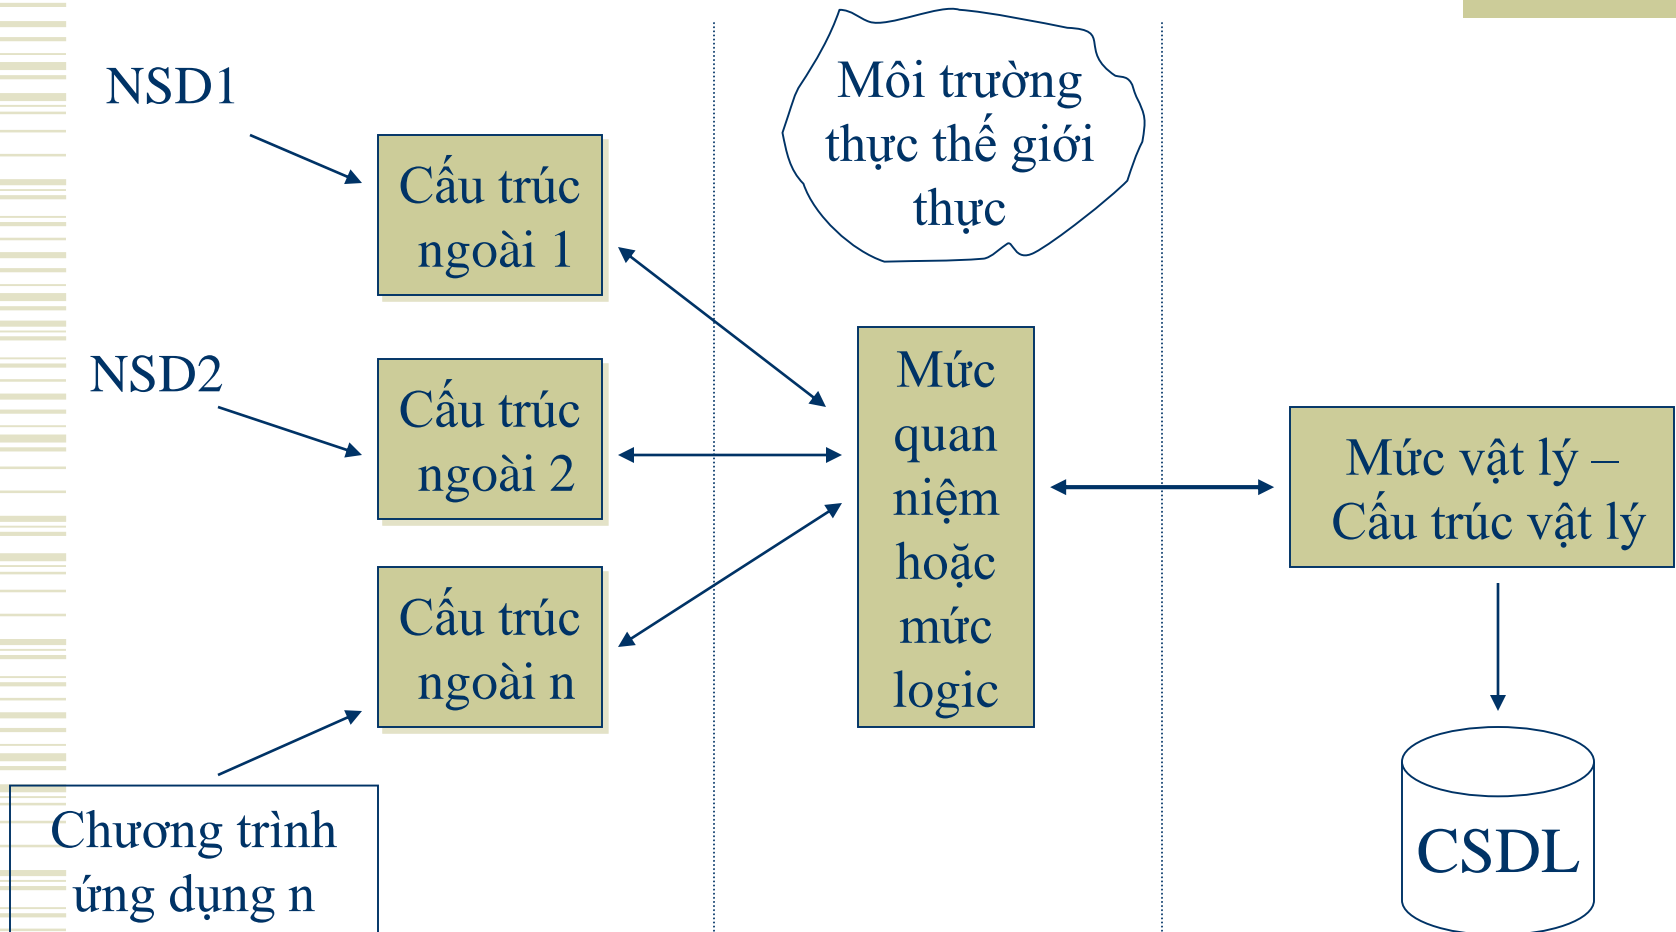 NSD1
Cấu trúc
ngoài 1
Môi trường
thực thế giới
thực
NSD2
Cấu trúc
ngoài 2
Cấu trúc
ngoài n
Chương trình
ứng dụng n
Mức
quan
niệm
hoặc
mức
logic
Mức vật lý –
Cấu trúc vật lý
CSDL